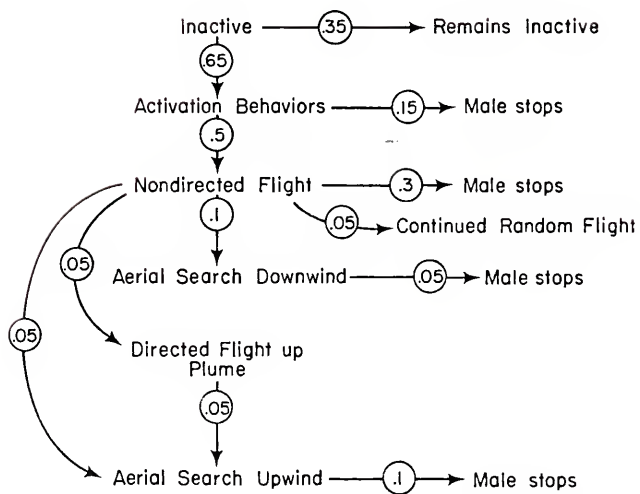 Inactive .35 Remains Inactive
.65
Activation Behaviors .15 Male stops
.5
Nondirected Flight .3 Male stops
.1 .05 Continued Random Flight
.05
Aerial Search Downwind .05 Male stops
.05
Directed Flight up
Plume
.05
Aerial Search Upwind .1 Male stops